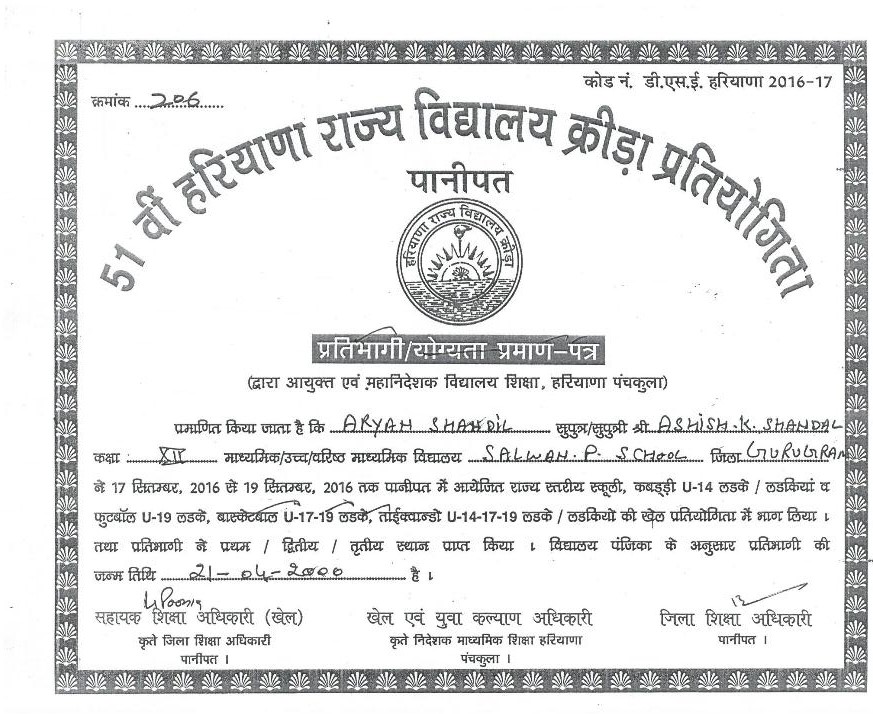 कोड नं. डी.एस.ई. हरियाणा 2016-17
क्रमांक ....206......
51 वीं हरियाणा राज्य विद्यालय क्रीड़ा प्रतियोगिता
पानीपत
हरियाणा राज्य विद्यालय क्रीड़ा
प्रतिभागी/योग्यता प्रमाण-पत्र
(द्वारा आयुक्त एवं महानिदेशक विद्यालय शिक्षा, हरियाणा पंचकुला)
प्रमाणित किया जाता है कि ARYAN SHANDIL सुपुत्र/सुपुत्री श्री ASHISH.K. SHANDAL
कक्षा : XII माध्यमिक/उच्च/वरिष्ठ माध्यमिक विद्यालय SALWAN P. SCHOOL जिला GURUGRAM
ने 17 सितम्बर, 2016 से 19 सितम्बर, 2016 तक पानीपत में आयेजित राज्य स्तरीय स्कूली, कबड्डी U-14 लडके / लडकियां व
फुटबॉल U-19 लडके, बास्केटबाल U-17-19 लडके, ताईक्वान्डो U-14-17-19 लडके / लडकियो की खेल प्रतियोगिता में भाग लिया ।
तथा प्रतिभागी ने प्रथम / द्वितीय / तृतीय स्थान प्राप्त किया । विद्यालय पंजिका के अनुसार प्रतिभागी की
जन्म तिथि 21-04-2000 है ।
सहायक शिक्षा अधिकारी (खेल) खेल एवं युवा कल्याण अधिकारी जिला शिक्षा अधिकारी
कृते जिला शिक्षा अधिकारी कृते निदेशक माध्यमिक शिक्षा हरियाणा पानीपत ।
पानीपत । पंचकुला ।